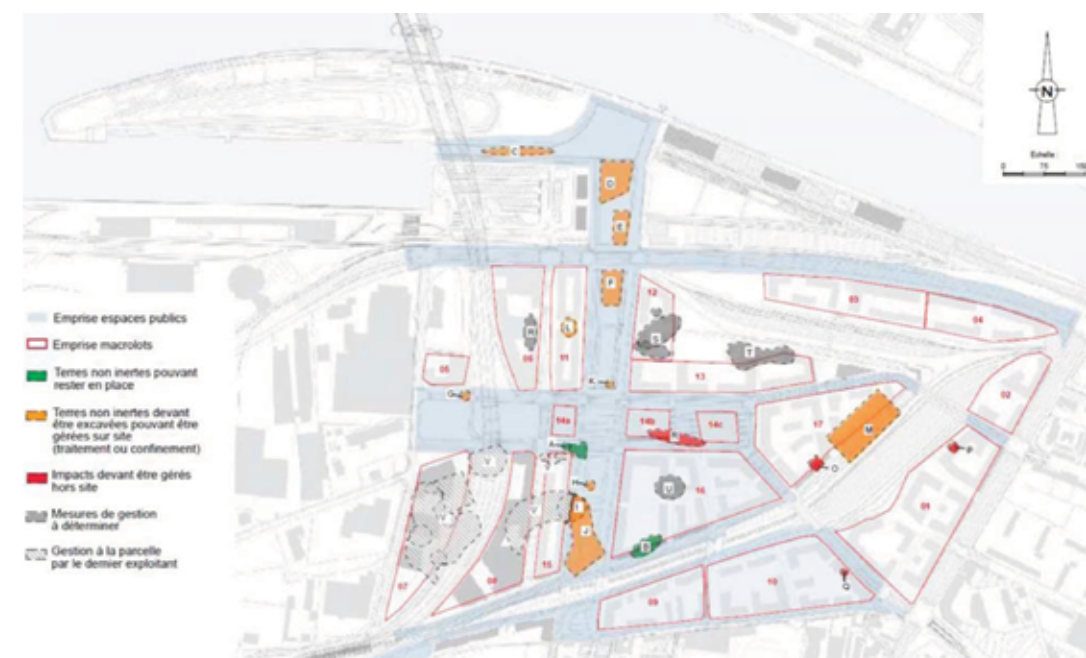 N
Echelle :
0 75 150
C
D
E
F
12
03
04
R
L
S
T
06
11
05
13
02
K
G
14a
14b
14c
17
M
N
A
O
P
V
H
U
16
01
V
V
I
J
B
15
07
08
10
09
Q
Emprise espaces publics
Emprise macrolots
Terres non inertes pouvant
rester en place
Terres non inertes devant
être excavées pouvant être
gérées sur site
(traitement ou confinement)
Impacts devant être gérés
hors site
Mesures de gestion
à déterminer
Gestion à la parcelle
par le dernier exploitant